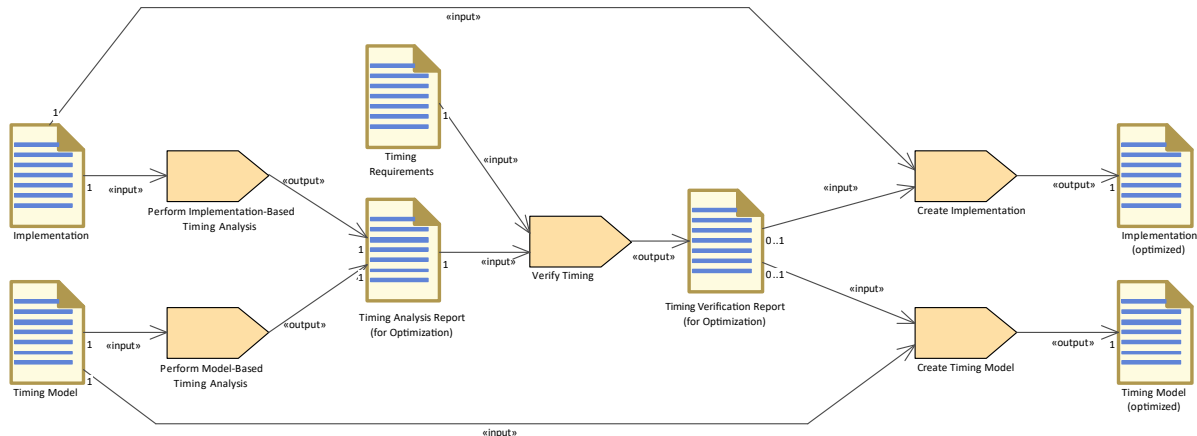 «input»
1
1
«input»
Implementation
Perform Implementation-Based
Timing Analysis
«output»
Timing
Requirements
1
«input»
1
1
Timing Analysis Report
(for Optimization)
1
«input»
Verify Timing
«output»
Timing Verification Report
(for Optimization)
0..1
0..1
«input»
«input»
Create Implementation
«output»
1
Implementation
(optimized)
1
«input»
1
Timing Model
Perform Model-Based
Timing Analysis
«output»
Create Timing Model
«output»
1
Timing Model
(optimized)
«input»